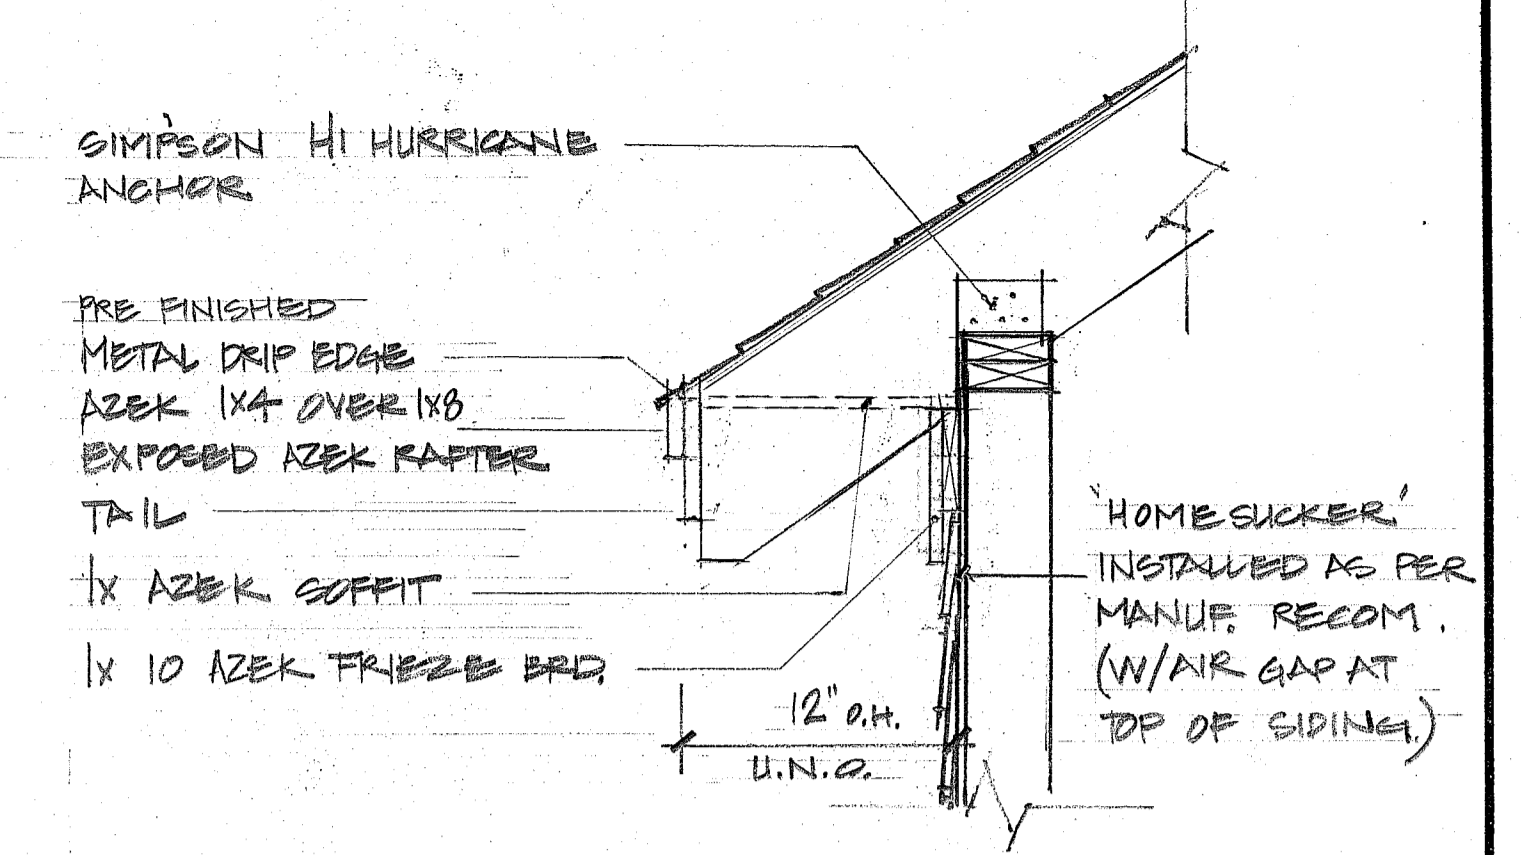 SIMPSON H1 HURRICANE
ANCHOR
PRE FINISHED
METAL DRIP EDGE
AZEK 1X4 OVER 1X8
EXPOSED AZEK RAFTER
TAIL
1X AZEK SOFFIT
1X 10 AZEK FRIEZE BRD.
12" O.H.
U.N.O.
'HOMESLICKER'
INSTALLED AS PER
MANUF. RECOM.
(W/AIR GAP AT
TOP OF SIDING.)